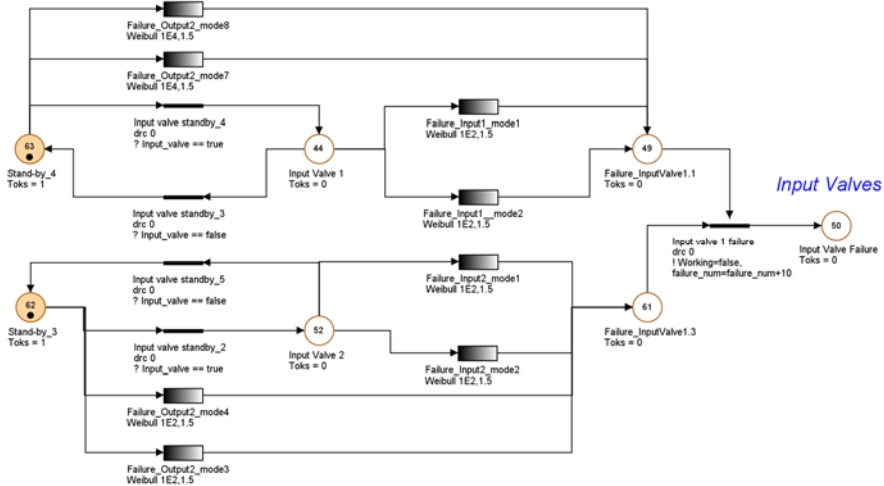 Failure_Output2_mode8
Weibull 1E4,1.5
Failure_Output2_mode7
Weibull 1E4,1.5
Input valve standby_4
drc 0
? Input_valve == true
63
Stand-by_4
Toks = 1
44
Input Valve 1
Toks = 0
Input valve standby_3
drc 0
? Input_valve == false
Failure_Input1_mode1
Weibull 1E2,1.5
Failure_Input1__mode2
Weibull 1E2,1.5
49
Failure_InputValve1.1
Toks = 0
Input Valves
Input valve 1 failure
drc 0
! Working=false,
failure_num=failure_num+10
50
Input Valve Failure
Toks = 0
Input valve standby_5
drc 0
? Input_valve == false
62
Stand-by_3
Toks = 1
Input valve standby_2
drc 0
? Input_valve == true
52
Input Valve 2
Toks = 0
Failure_Input2_mode1
Weibull 1E2,1.5
Failure_Input2_mode2
Weibull 1E2,1.5
61
Failure_InputValve1.3
Toks = 0
Failure_Output2_mode4
Weibull 1E2,1.5
Failure_Output2_mode3
Weibull 1E2,1.5